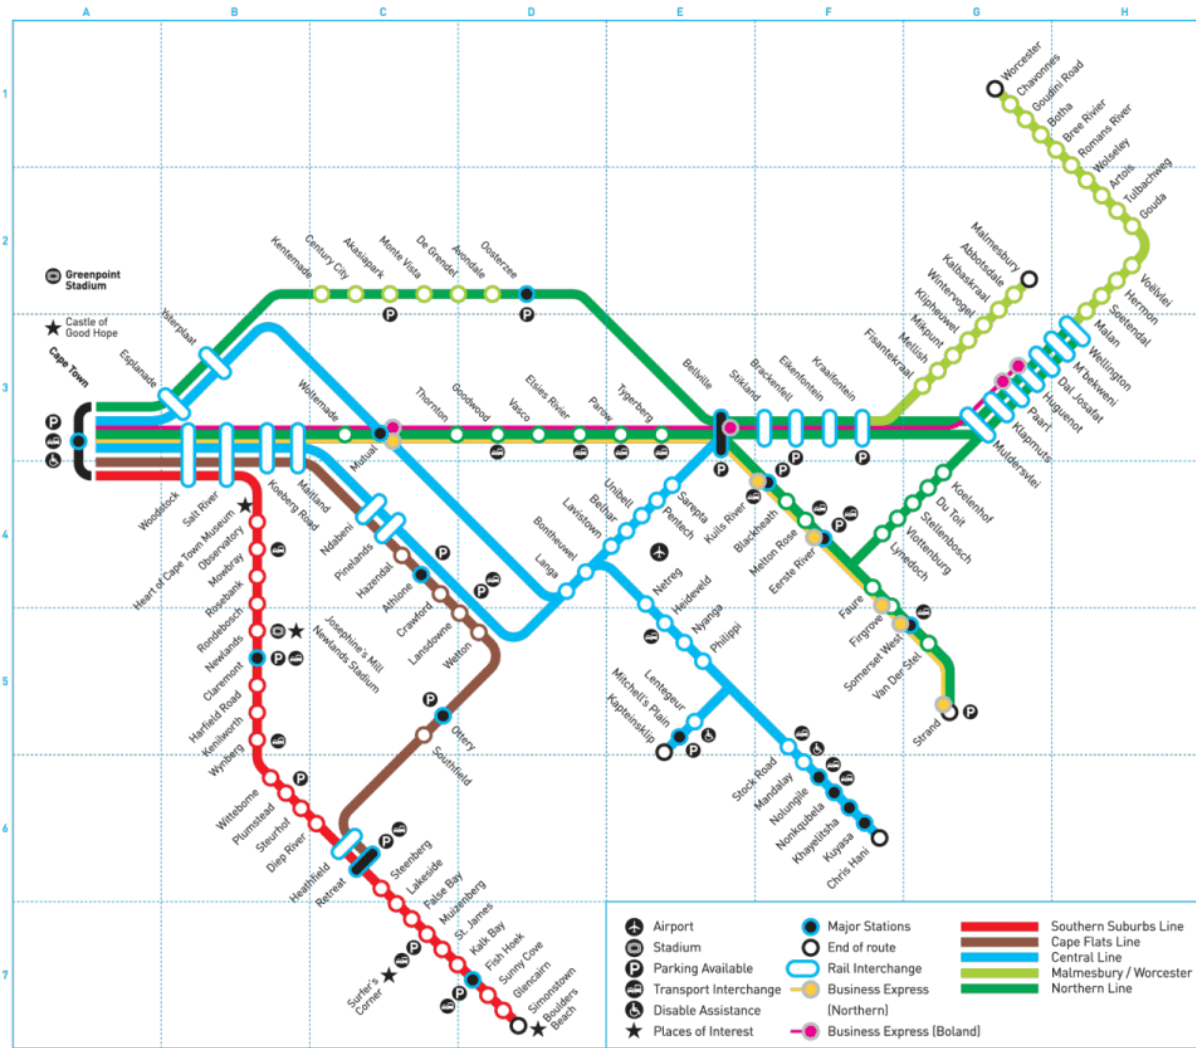 A B C D E F G H
1
2
3
4
5
6
7
Worcester
Chavonnes
Goudini Road
Botha
Bree Rivier
Romans River
Wolseley
Artois
Tulbachweg
Gouda
Voëlvlei
Hermon
Soetendal
Malan
Wellington
M'bekweni
Dal Josafat
Huguenot
Paarl
Klapmuts
Muldersvlei
Malmesbury
Abbotsdale
Kalbaskraal
Wintervogel
Klipheuwel
Mikpunt
Mellish
Fisantekraal
Greenpoint
Stadium
Castle of
Good Hope
Cape Town
Esplanade
Ysterplaat
Kentemade
Century City
Akasiapark
Monte Vista
De Grendel
Avondale
Oosterzee
P
P
P
Woltemade
Mutual
Thornton
Goodwood
Vasco
Elsies Rivier
Parow
Tygerberg
Bellville
Stikland
Brackenfell
Eikenfontein
Kraaifontein
P
P
P
Woodstock
Salt River
Koeberg Road
Maitland
Ndabeni
Pinelands
Hazendal
Athlone
Crawford
Lansdowne
Wetton
Ottery
Southfield
P
P
P
Heart of Cape Town Museum
Observatory
Mowbray
Rosebank
Rondebosch
Newlands
Claremont
Harfield Road
Kenilworth
Wynberg
Josephine's Mill
Newlands Stadium
P
Wittebome
Plumstead
Steurhof
Diep River
Heathfield
Retreat
P
P
Steenberg
Lakeside
False Bay
Muizenberg
St. James
Kalk Bay
Fish Hoek
Sunny Cove
Glencairn
Simonstown
Boulders
Beach
Surfer's
Corner
P
P
Langa
Bontheuwel
Lavistown
Belhar
Unibell
Pentech
Sarepta
Netreg
Heideveld
Nyanga
Philippi
Lentegeur
Mitchell's Plain
Kapteinsklip
P
Stock Road
Mandalay
Nolungile
Nonkqubela
Khayelitsha
Kuyasa
Chris Hani
Kuils River
Blackheath
Melton Rose
Eerste River
P
P
Koelenhof
Du Toit
Stellenbosch
Vlottenburg
Lynedoch
Faure
Firgrove
Somerset West
Van Der Stel
Strand
P
Airport
Stadium
P Parking Available
Transport Interchange
Disable Assistance
Places of Interest
Major Stations
End of route
Rail Interchange
Business Express
(Northern)
Business Express (Boland)
Southern Suburbs Line
Cape Flats Line
Central Line
Malmesbury / Worcester
Northern Line